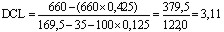 DCL = 660−(660×0,425) / 169,5−35−100×0,125 = 379,5 / 122,0 = 3,11